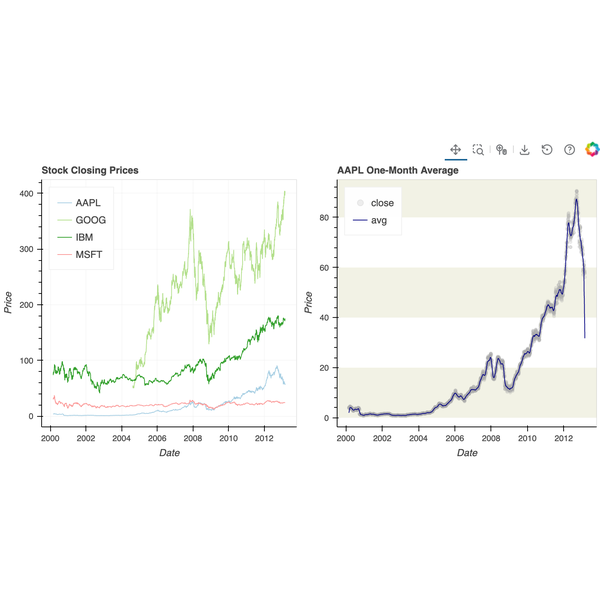 Stock Closing Prices
AAPL
GOOG
IBM
MSFT
400
300
200
100
0
Price
2000 2002 2004 2006 2008 2010 2012
Date
AAPL One-Month Average
close
avg
80
60
40
20
0
Price
2000 2002 2004 2006 2008 2010 2012
Date